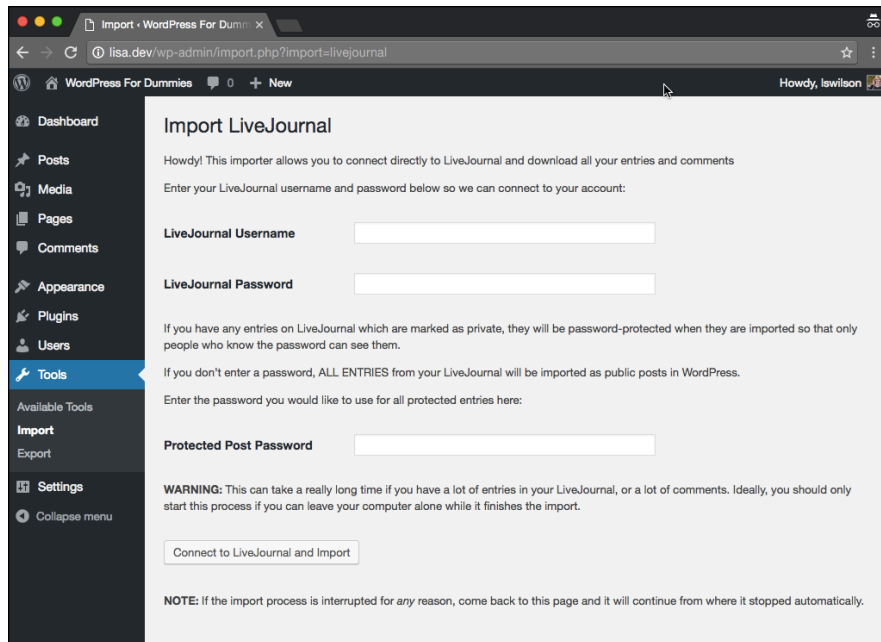 Import ‹ WordPress For Dumm
lisa.dev/wp-admin/import.php?import=livejournal
WordPress For Dummies 0 + New Howdy, lswilson
Dashboard
Posts
Media
Pages
Comments
Appearance
Plugins
Users
Tools
Available Tools
Import
Export
Settings
Collapse menu
Import LiveJournal
Howdy! This importer allows you to connect directly to LiveJournal and download all your entries and comments
Enter your LiveJournal username and password below so we can connect to your account:
LiveJournal Username
LiveJournal Password
If you have any entries on LiveJournal which are marked as private, they will be password-protected when they are imported so that only
people who know the password can see them.
If you don't enter a password, ALL ENTRIES from your LiveJournal will be imported as public posts in WordPress.
Enter the password you would like to use for all protected entries here:
Protected Post Password
WARNING: This can take a really long time if you have a lot of entries in your LiveJournal, or a lot of comments. Ideally, you should only
start this process if you can leave your computer alone while it finishes the import.
Connect to LiveJournal and Import
NOTE: If the import process is interrupted for any reason, come back to this page and it will continue from where it stopped automatically.